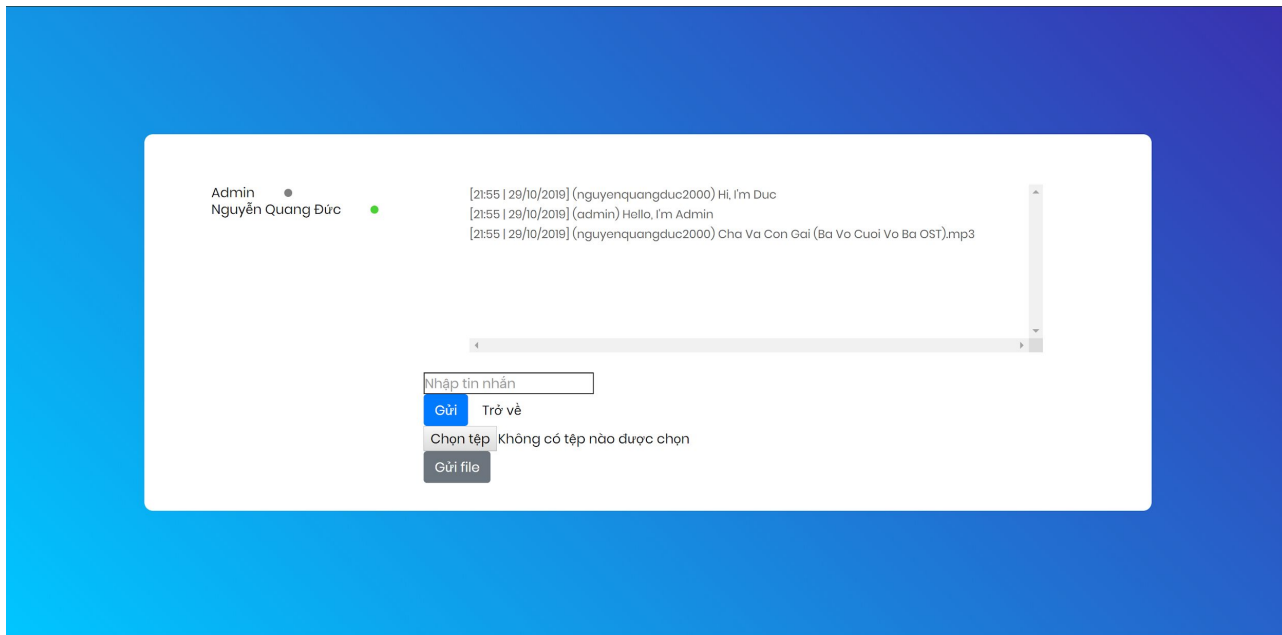 Admin
Nguyễn Quang Đức
[21:55 | 29/10/2019] (nguyenquangduc2000) Hi, I'm Duc
[21:55 | 29/10/2019] (admin) Hello, I'm Admin
[21:55 | 29/10/2019] (nguyenquangduc2000) Cha Va Con Gai (Ba Vo Cuoi Vo Ba OST).mp3
Nhập tin nhắn
Gửi Trở về
Chọn tệp Không có tệp nào được chọn
Gửi file